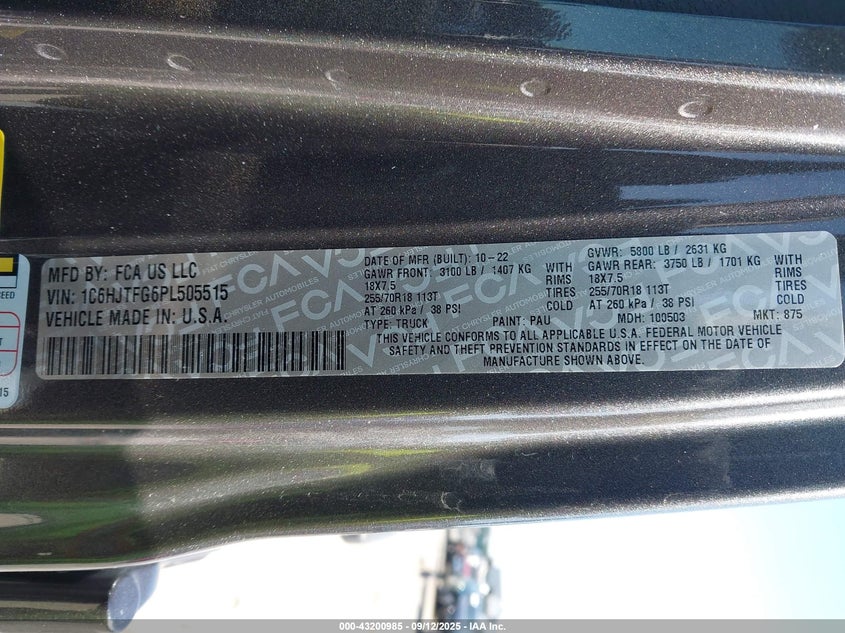 MFD BY: FCA US LLC
VIN: 1C6HJTFG6PL505515
VEHICLE MADE IN: U.S.A.
DATE OF MFR (BUILT): 10-22
GVWR: 5800 LB / 2631 KG
GAWR FRONT: 3100 LB / 1407 KG WITH
GAWR REAR: 3750 LB / 1701 KG WITH
18X7.5 RIMS
18X7.5 RIMS
255/70R18 113T TIRES
255/70R18 113T TIRES
AT 260 kPa / 38 PSI COLD
AT 260 kPa / 38 PSI COLD
TYPE: TRUCK PAINT: PAU MDH: 100503 MKT: 875
THIS VEHICLE CONFORMS TO ALL APPLICABLE U.S.A. FEDERAL MOTOR VEHICLE
SAFETY AND THEFT PREVENTION STANDARDS IN EFFECT ON THE DATE OF
MANUFACTURE SHOWN ABOVE.
CEED
15
000-43200985 - 09/12/2025 - IAA Inc.